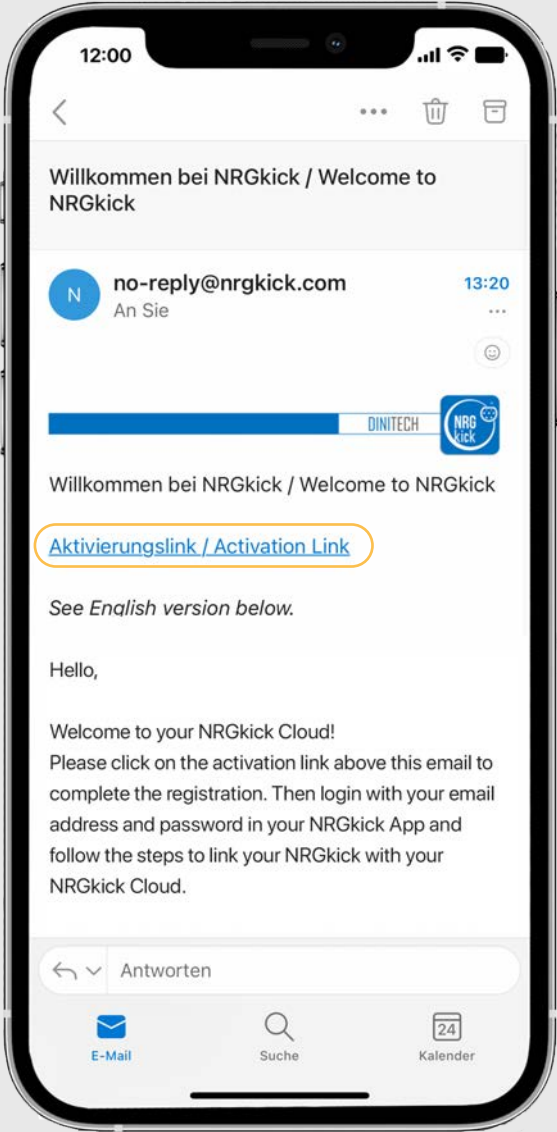 12:00
Willkommen bei NRGkick / Welcome to
NRGkick
N
no-reply@nrgkick.com
13:20
An Sie
DINITECH
NRG
kick
Willkommen bei NRGkick / Welcome to NRGkick
Aktivierungslink / Activation Link
See English version below.
Hello,
Welcome to your NRGkick Cloud!
Please click on the activation link above this email to
complete the registration. Then login with your email
address and password in your NRGkick App and
follow the steps to link your NRGkick with your
NRGkick Cloud.
Antworten
24
E-Mail
Suche
Kalender